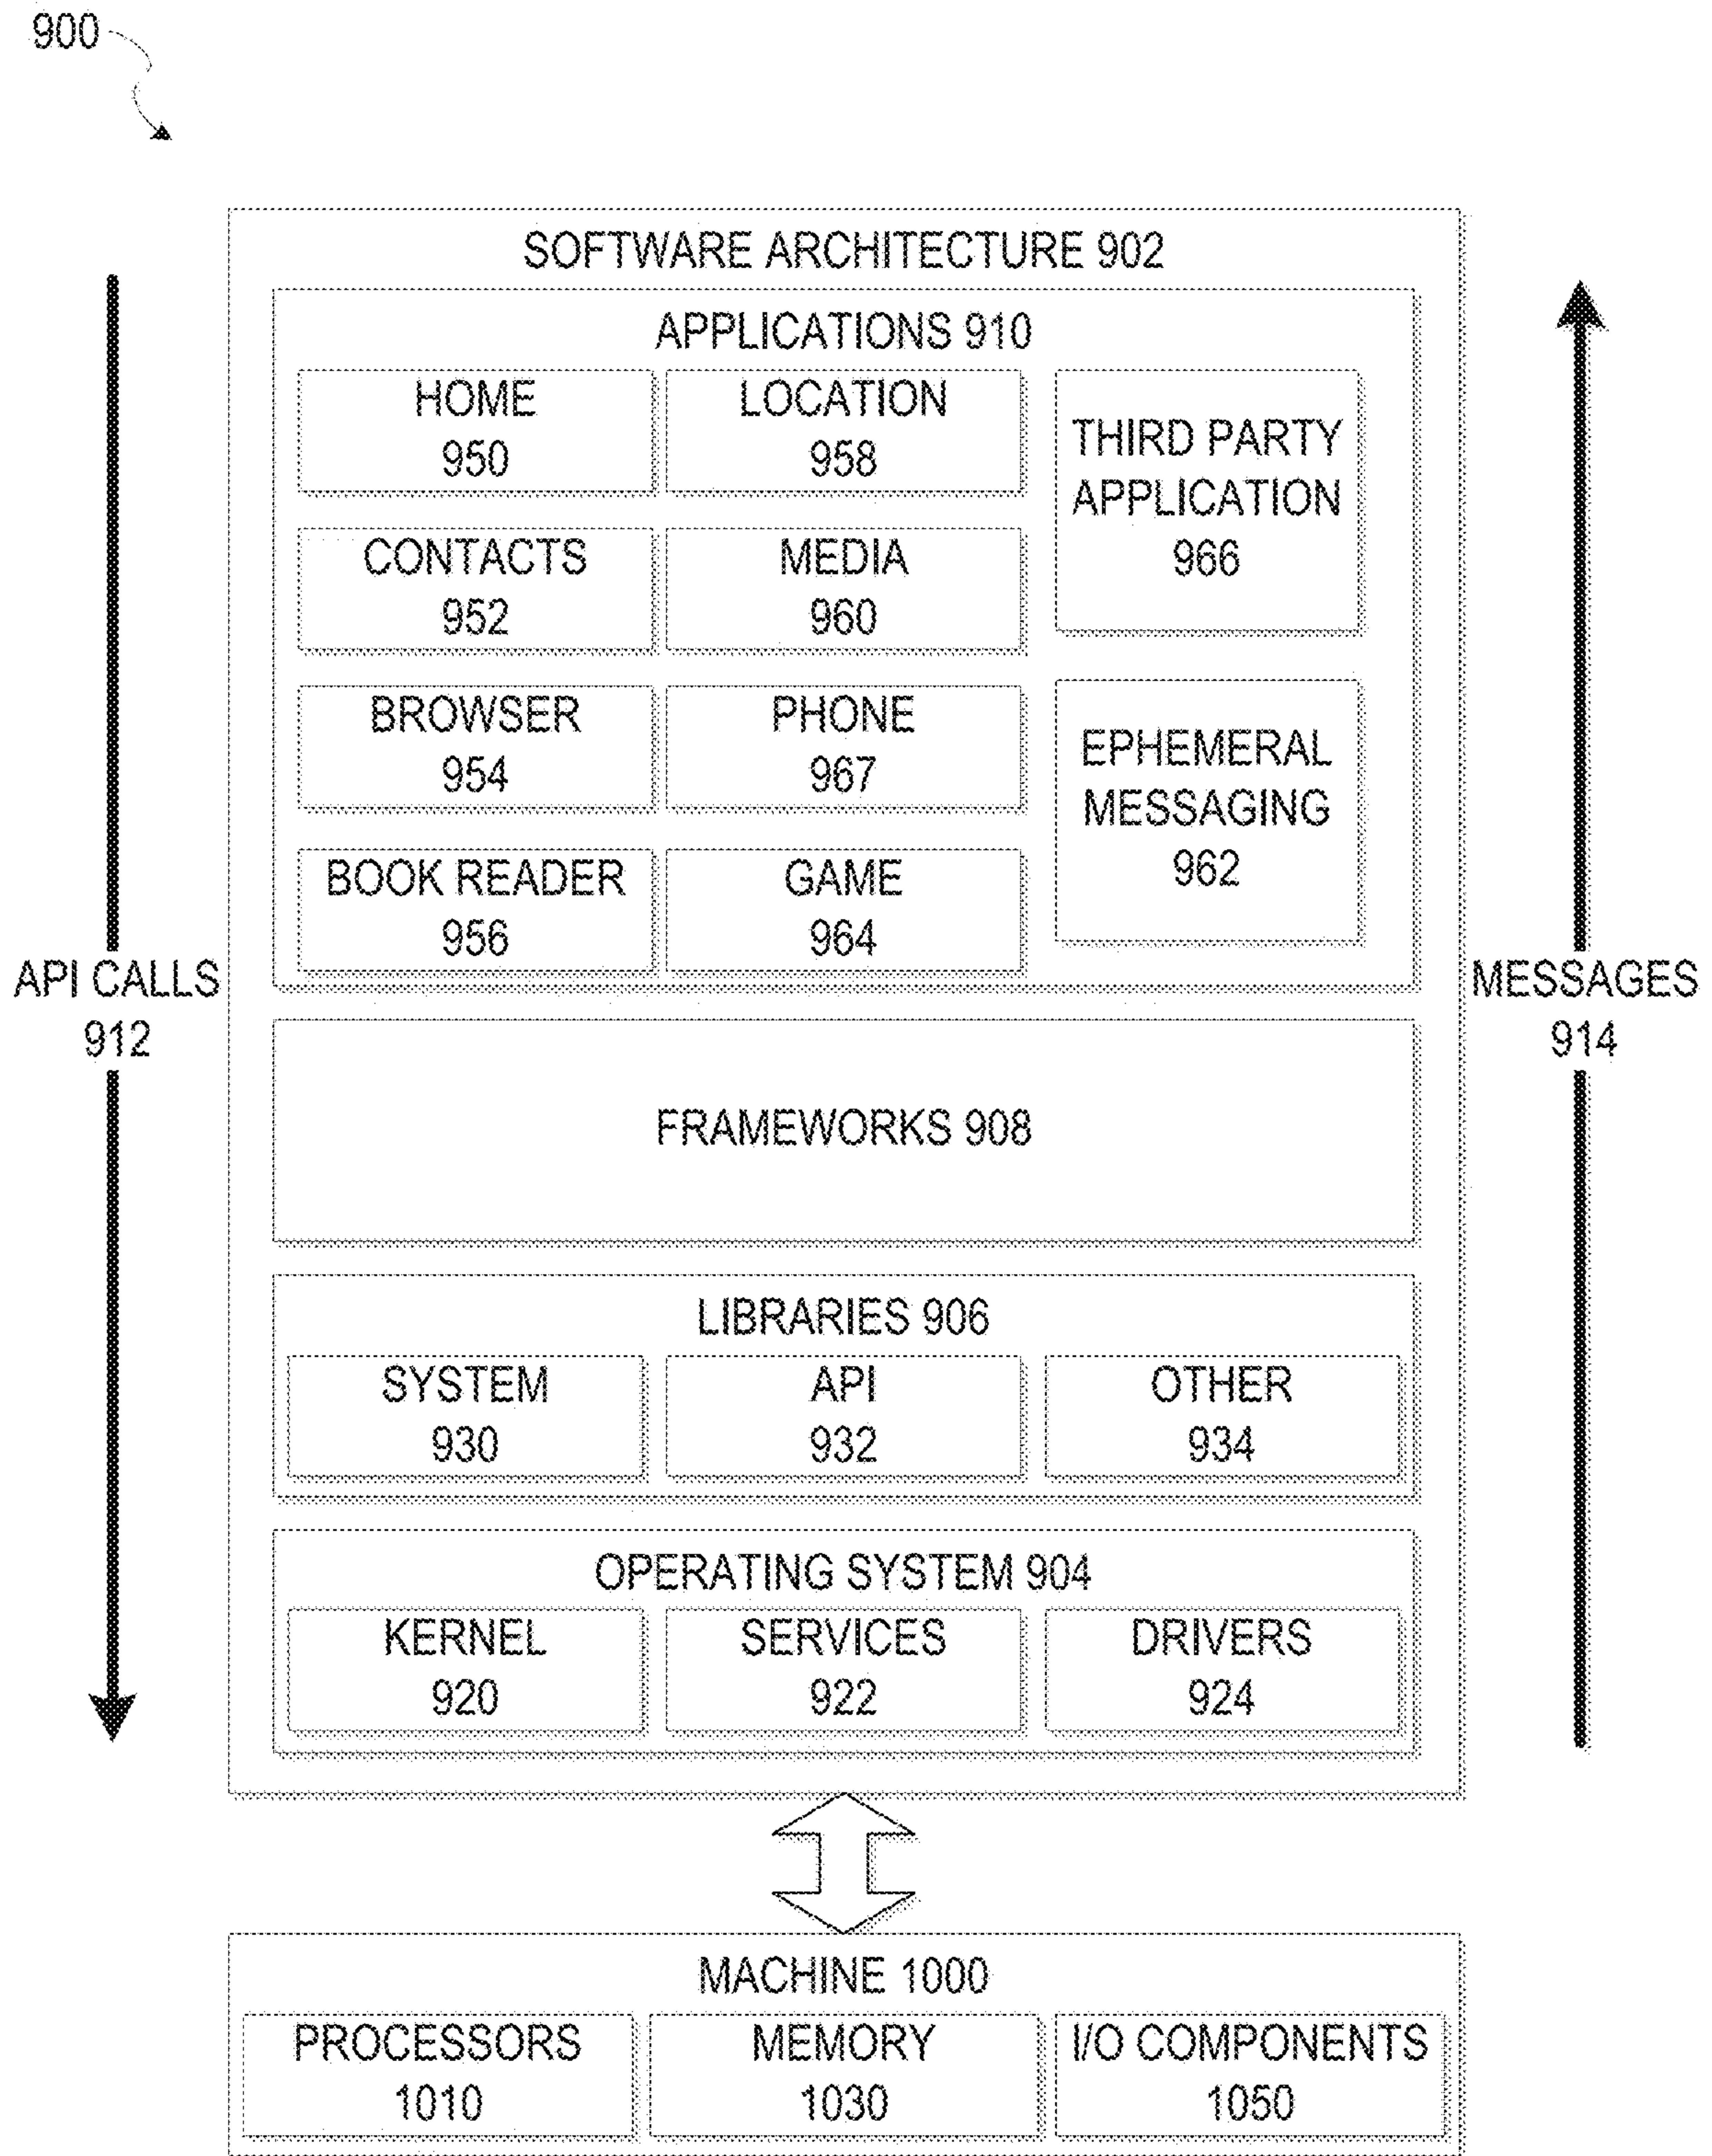 900
SOFTWARE ARCHITECTURE 902
APPLICATIONS 910
HOME
950
LOCATION
958
THIRD PARTY
APPLICATION
966
CONTACTS
952
MEDIA
960
BROWSER
954
PHONE
967
EPHEMERAL
MESSAGING
962
BOOK READER
956
GAME
964
API CALLS
912
MESSAGES
914
FRAMEWORKS 908
LIBRARIES 906
SYSTEM
930
API
932
OTHER
934
OPERATING SYSTEM 904
KERNEL
920
SERVICES
922
DRIVERS
924
MACHINE 1000
PROCESSORS
1010
MEMORY
1030
I/O COMPONENTS
1050